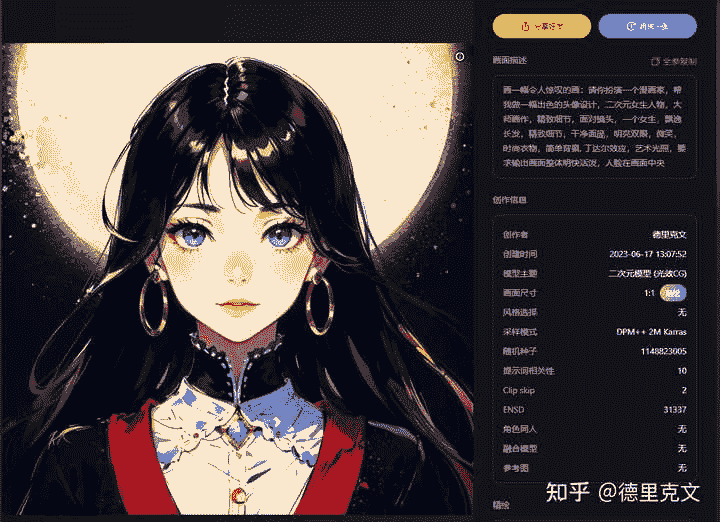 分享好友
再画一张
画面描述
全部复制
画一幅令人惊叹的画：请你扮演一个漫画家，帮
我做一幅出色的头像设计，二次元女生人物，大
师画作，精致细节，面对镜头，一个女生，飘逸
长发，精致细节，干净面庞，明亮双眼，微笑，
时尚衣物，简单背景，丁达尔效应，艺术光照，要
求输出画面整体明快活泼，人脸在画面中央
创作信息
创作者 德里克文
创建时间 2023-06-17 13:07:52
模型主题 二次元模型 (光效CG)
画面尺寸 1:1
风格选择 无
采样模式 DPM++ 2M Karras
随机种子 1148823005
提示词相关性 10
Clip skip 2
ENSD 31337
角色同人 无
融合模型 无
参考图 无
精绘
知乎 @德里克文